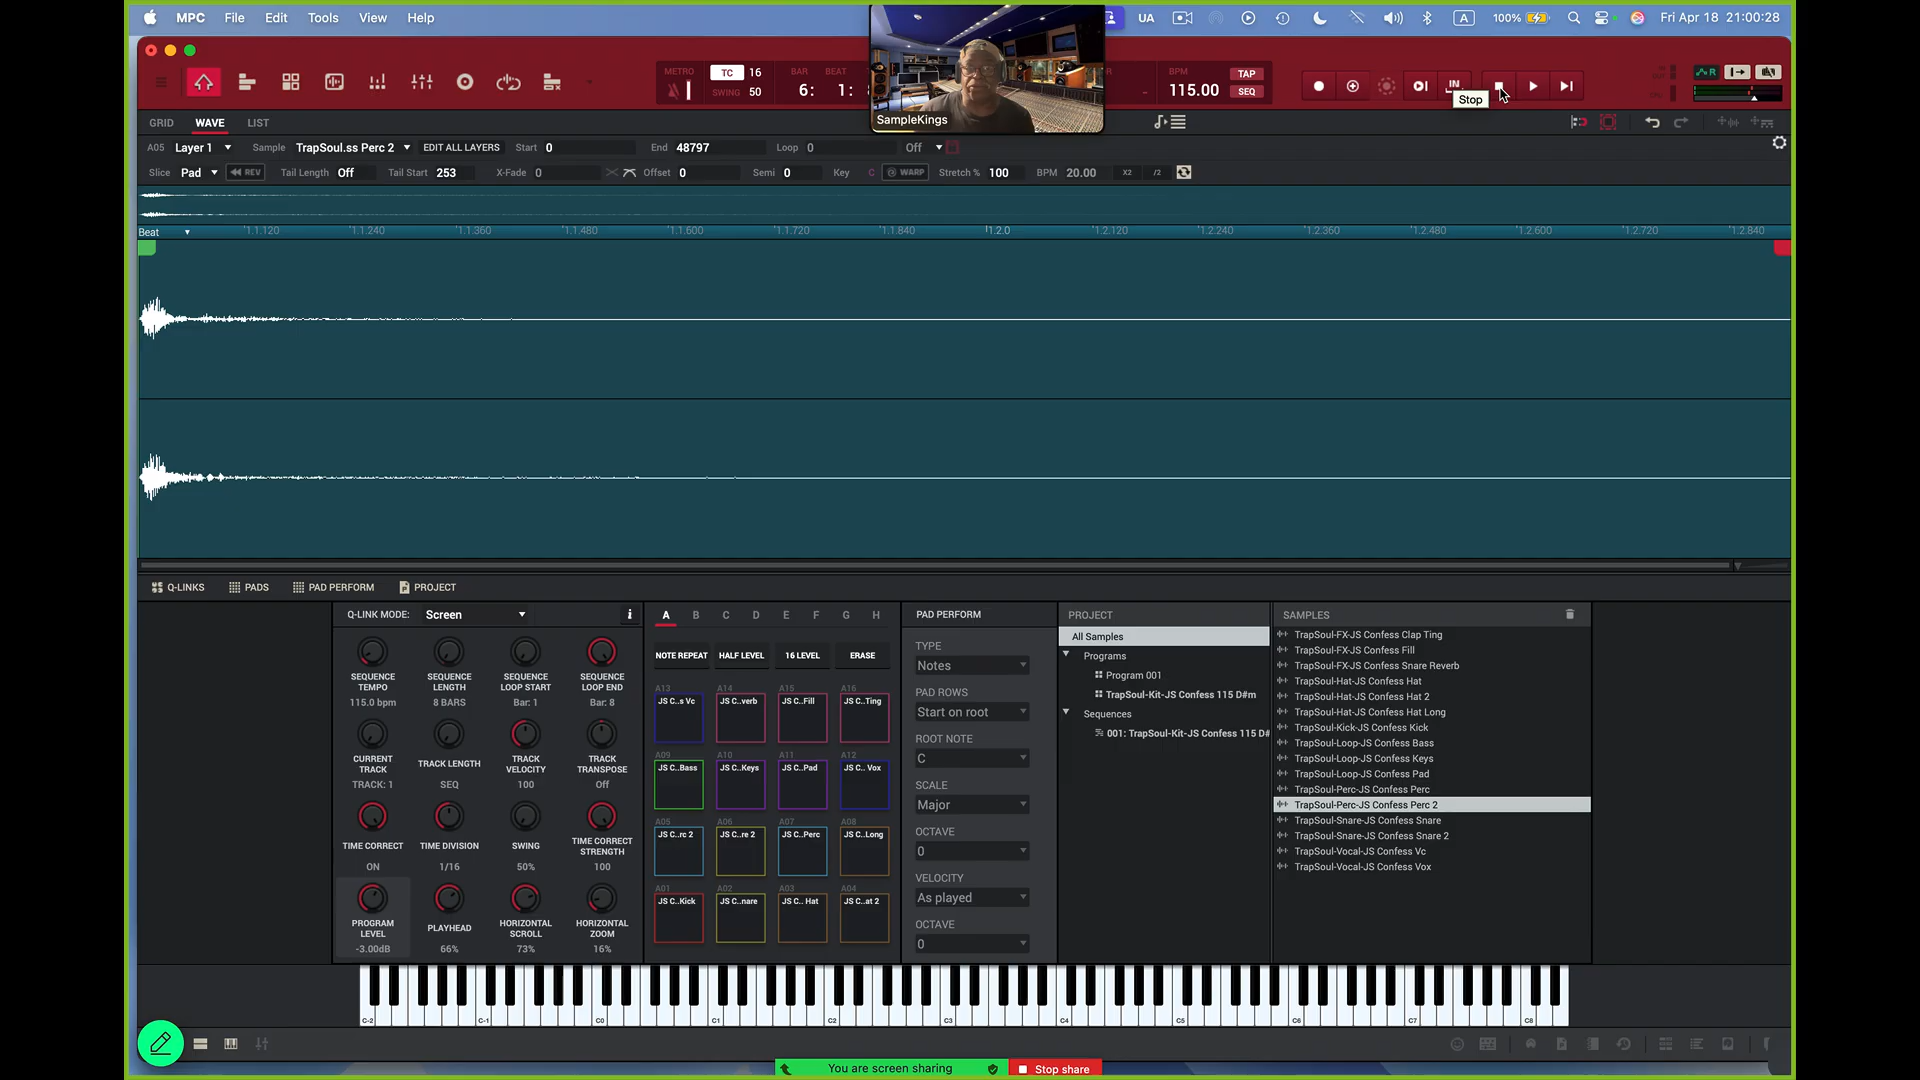 MPC File Edit Tools View Help
UA A 100% Fri Apr 18 21:00:28
METRO TC 16 SWING 50
BAR BEAT 6: 1:
SampleKings
BPM 115.00 TAP SEQ
IN
Stop
GRID WAVE LIST
A05 Layer 1 Sample TrapSoul.ss Perc 2 EDIT ALL LAYERS Start 0 End 48797 Loop 0 Off
Slice Pad REV Tail Length Off Tail Start 253 X-Fade 0 Offset 0 Semi 0 Key C WARP Stretch % 100 BPM 20.00 X2 /2
Beat 1.1.120 1.1.240 1.1.360 1.1.480 1.1.600 1.1.720 1.1.840 1.2.0 1.2.120 1.2.240 1.2.360 1.2.480 1.2.600 1.2.720 1.2.840
Q-LINKS PADS PAD PERFORM PROJECT
Q-LINK MODE: Screen i
SEQUENCE TEMPO 115.0 bpm
SEQUENCE LENGTH 8 BARS
SEQUENCE LOOP START Bar: 1
SEQUENCE LOOP END Bar: 8
CURRENT TRACK TRACK: 1
TRACK LENGTH SEQ
TRACK VELOCITY 100
TRACK TRANSPOSE Off
TIME CORRECT ON
TIME DIVISION 1/16
SWING 50%
TIME CORRECT STRENGTH 100
PROGRAM LEVEL -3.00dB
PLAYHEAD 66%
HORIZONTAL SCROLL 73%
HORIZONTAL ZOOM 16%
A B C D E F G H
NOTE REPEAT HALF LEVEL 16 LEVEL ERASE
A13 A14 A15 A16
JS C..s Vc JS C..verb JS C..Fill JS C..Ting
A09 A10 A11 A12
JS C..Bass JS C..Keys JS C..Pad JS C.. Vox
A05 A06 A07 A08
JS C..rc 2 JS C..re 2 JS C..Perc JS C..Long
A01 A02 A03 A04
JS C..Kick JS C..nare JS C.. Hat JS C..at 2
PAD PERFORM
TYPE
Notes
PAD ROWS
Start on root
ROOT NOTE
C
SCALE
Major
OCTAVE
0
VELOCITY
As played
OCTAVE
0
PROJECT
All Samples
Programs
Program 001
TrapSoul-Kit-JS Confess 115 D#m
Sequences
001: TrapSoul-Kit-JS Confess 115 D#
SAMPLES
TrapSoul-FX-JS Confess Clap Ting
TrapSoul-FX-JS Confess Fill
TrapSoul-FX-JS Confess Snare Reverb
TrapSoul-Hat-JS Confess Hat
TrapSoul-Hat-JS Confess Hat 2
TrapSoul-Hat-JS Confess Hat Long
TrapSoul-Kick-JS Confess Kick
TrapSoul-Loop-JS Confess Bass
TrapSoul-Loop-JS Confess Keys
TrapSoul-Loop-JS Confess Pad
TrapSoul-Perc-JS Confess Perc
TrapSoul-Perc-JS Confess Perc 2
TrapSoul-Snare-JS Confess Snare
TrapSoul-Snare-JS Confess Snare 2
TrapSoul-Vocal-JS Confess Vc
TrapSoul-Vocal-JS Confess Vox
C-2 C-1 C0 C1 C2 C3 C4 C5 C6 C7 C8
You are screen sharing Stop share